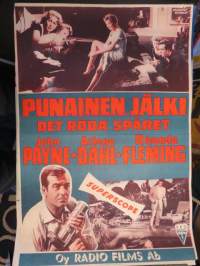 PUNAINEN JÄLKI
DET RÖDA SPÅRET
John Arlene Rhonda
PAYNE-DAHL-FLEMING
SUPERSCOPE
Oy RADIO FILMS Ab